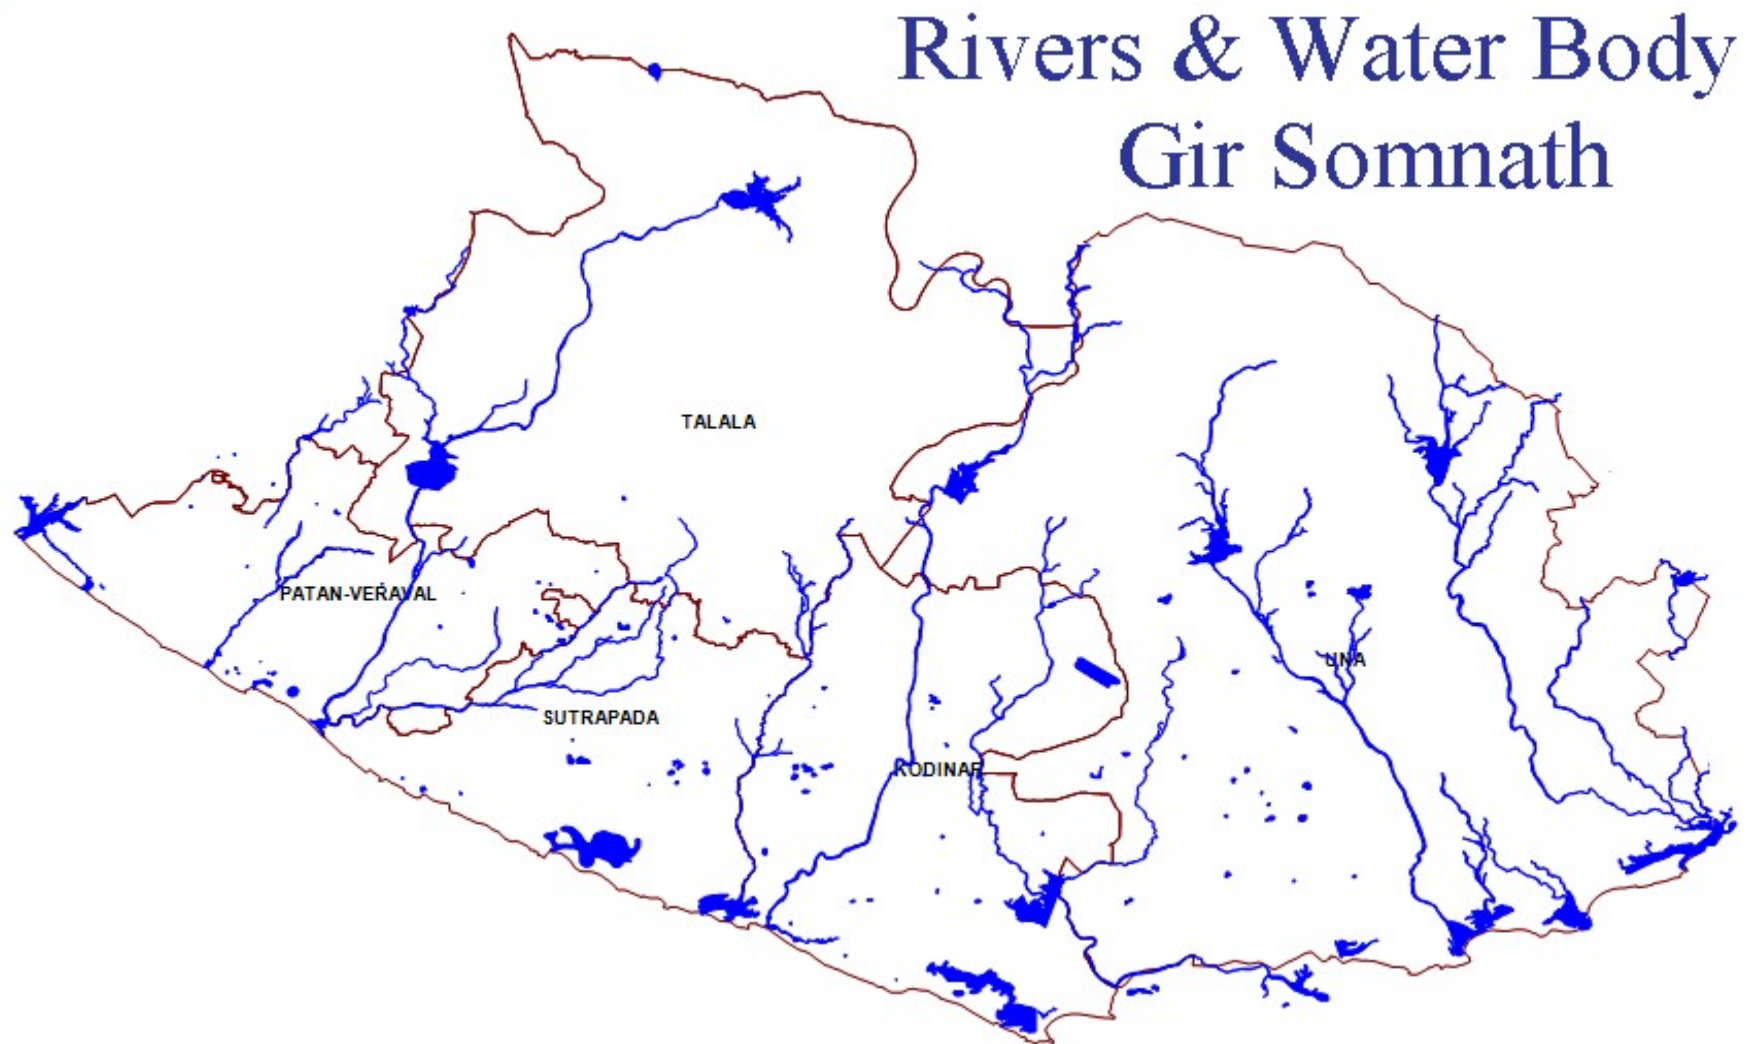 Rivers & Water Body
Gir Somnath
TALALA
PATAN-VERAVAL
UNA
SUTRAPADA
KODINAR